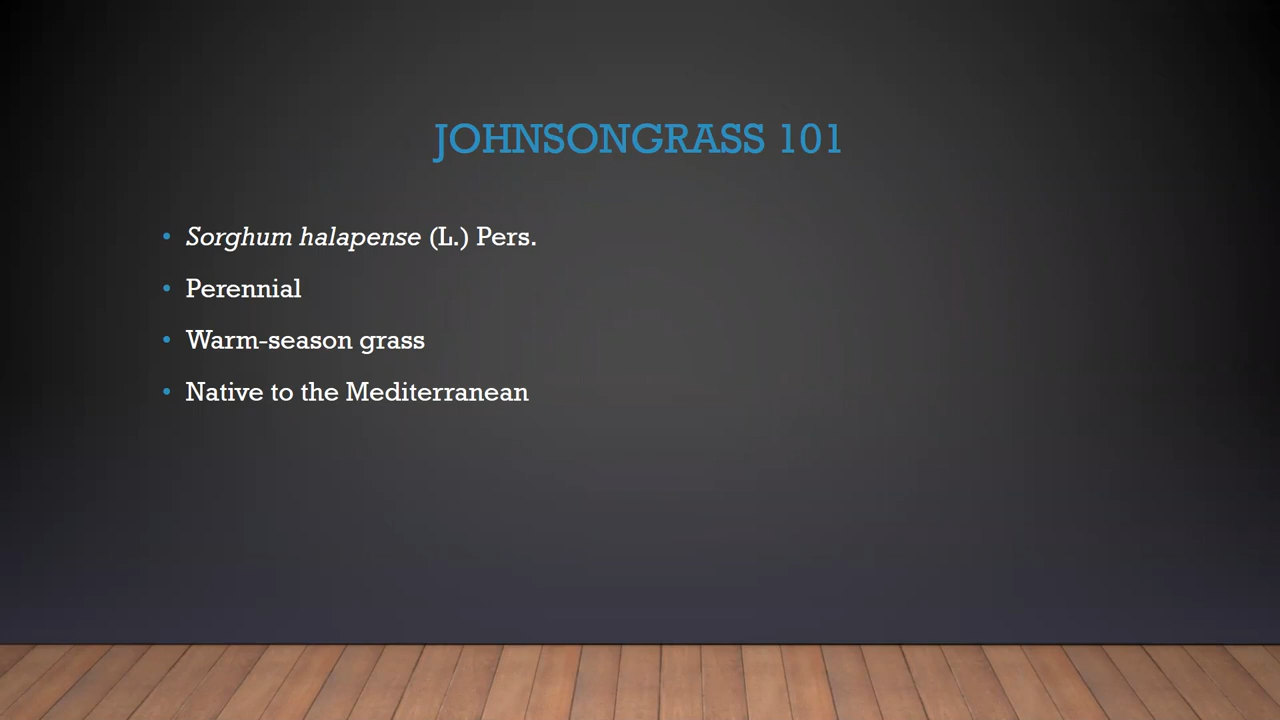 JOHNSONGRASS 101
• Sorghum halapense (L.) Pers.
• Perennial
• Warm-season grass
• Native to the Mediterranean